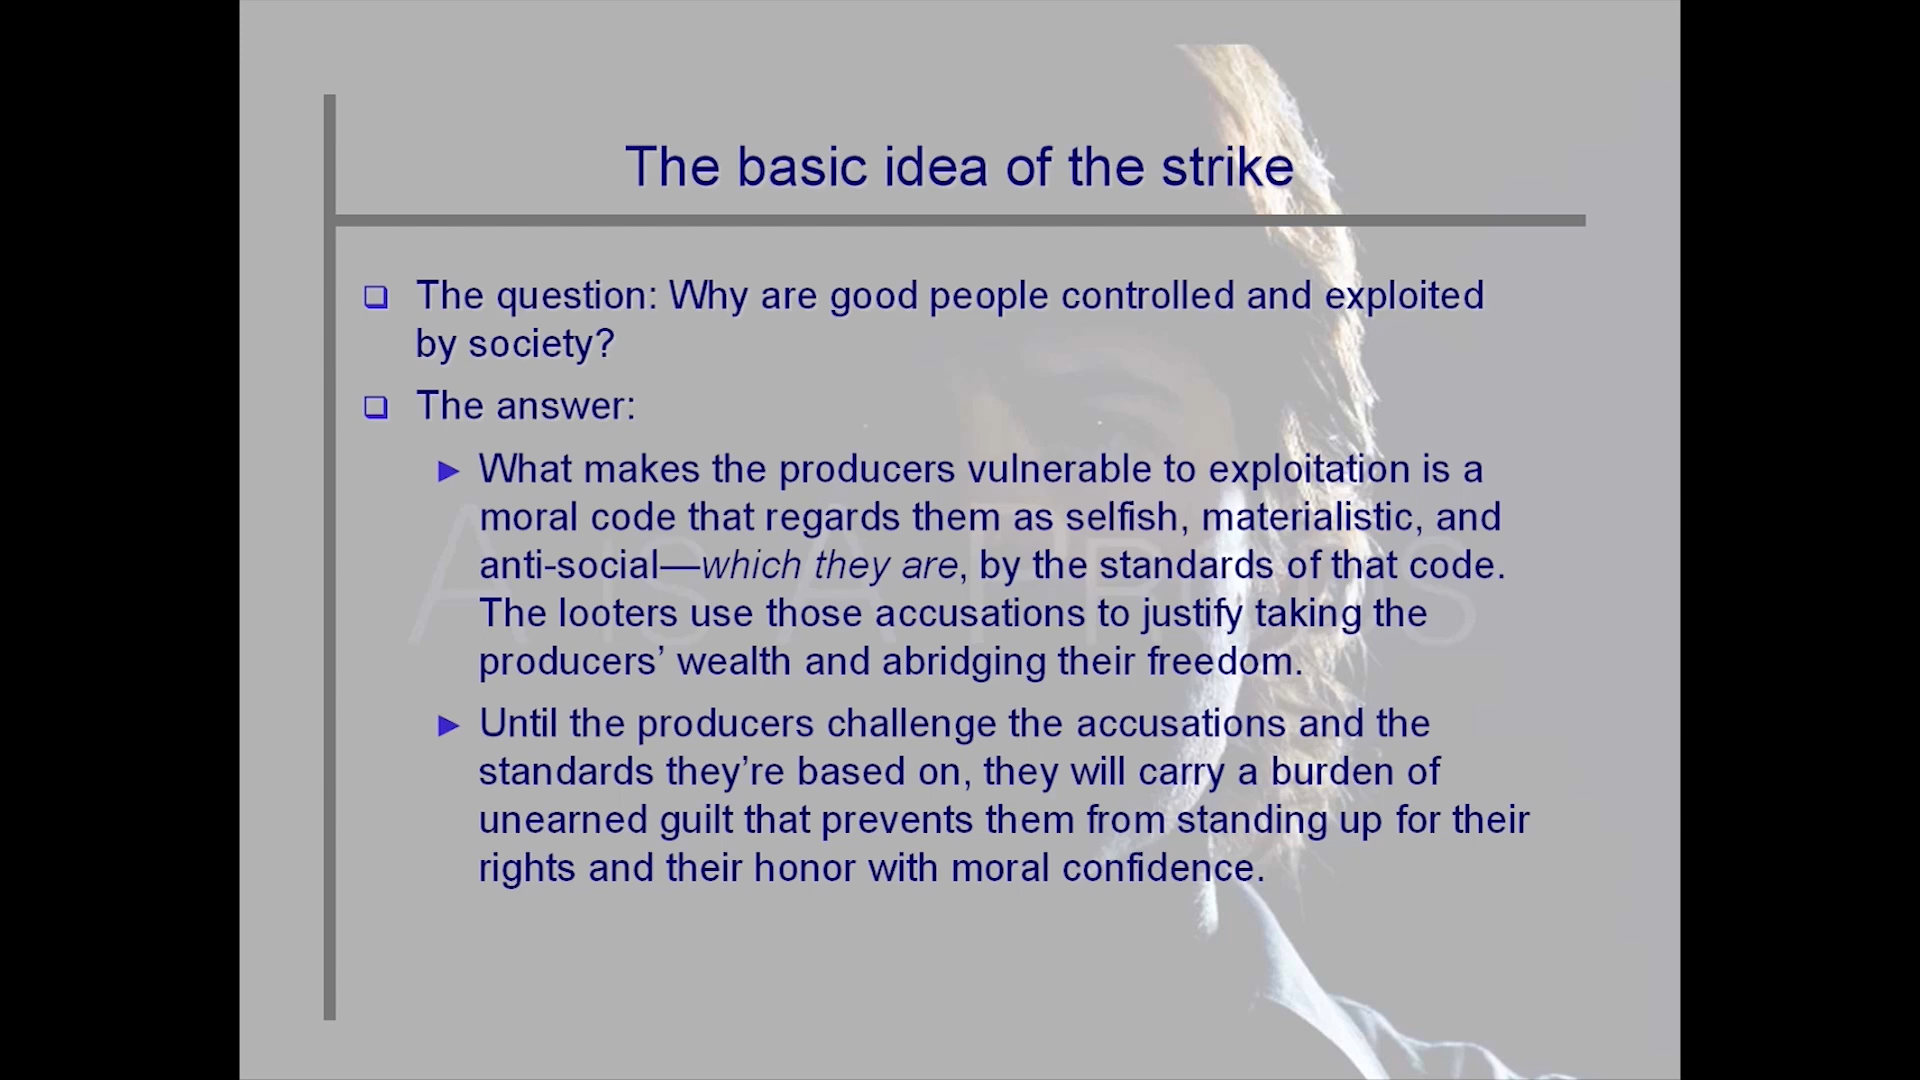 The basic idea of the strike
The question: Why are good people controlled and exploited
by society?
The answer:
What makes the producers vulnerable to exploitation is a
moral code that regards them as selfish, materialistic, and
anti-social—which they are, by the standards of that code.
The looters use those accusations to justify taking the
producers’ wealth and abridging their freedom.
Until the producers challenge the accusations and the
standards they’re based on, they will carry a burden of
unearned guilt that prevents them from standing up for their
rights and their honor with moral confidence.
A IS A